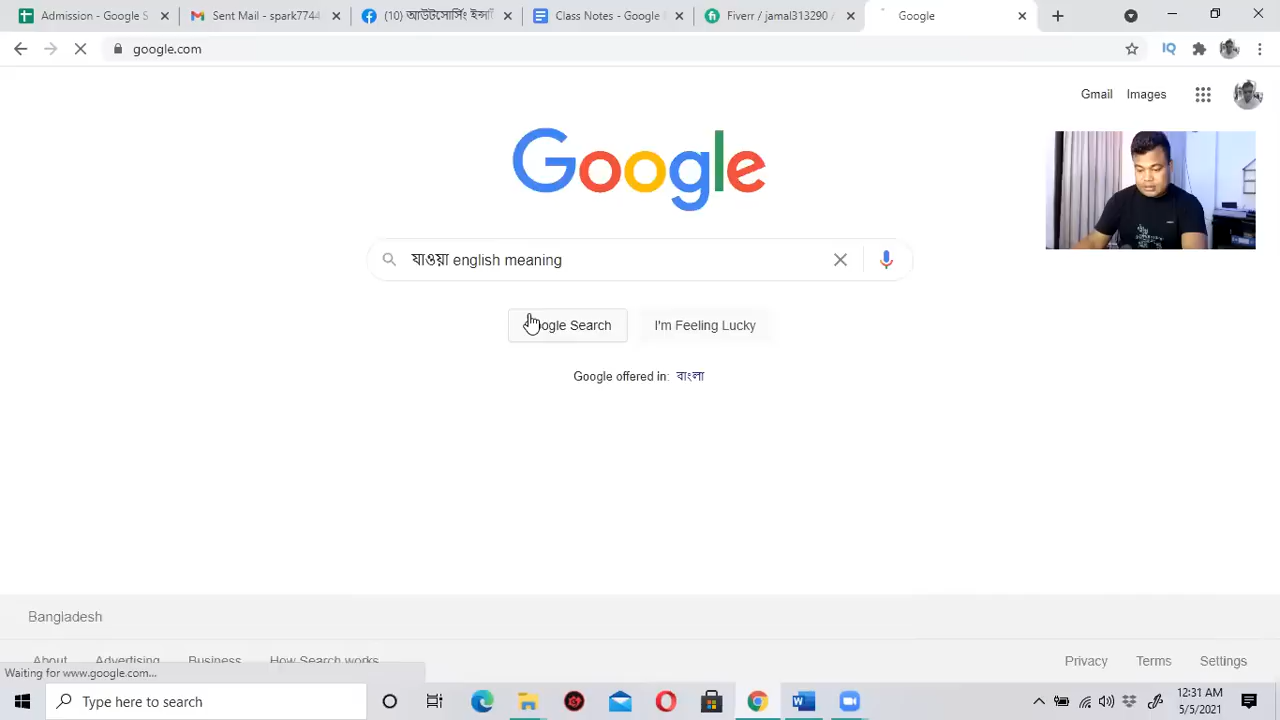 Admission - Google S
Sent Mail - spark7744
(10) আউটসোর্সিং ইন্সটি
Class Notes - Google
Fiverr / jamal313290 /
Google
google.com
IQ
Gmail
Images
Google
যাওয়া english meaning
Google Search
I'm Feeling Lucky
Google offered in: বাংলা
Bangladesh
About
Advertising
Business
How Search works
Privacy
Terms
Settings
Waiting for www.google.com...
Type here to search
12:31 AM
5/5/2021